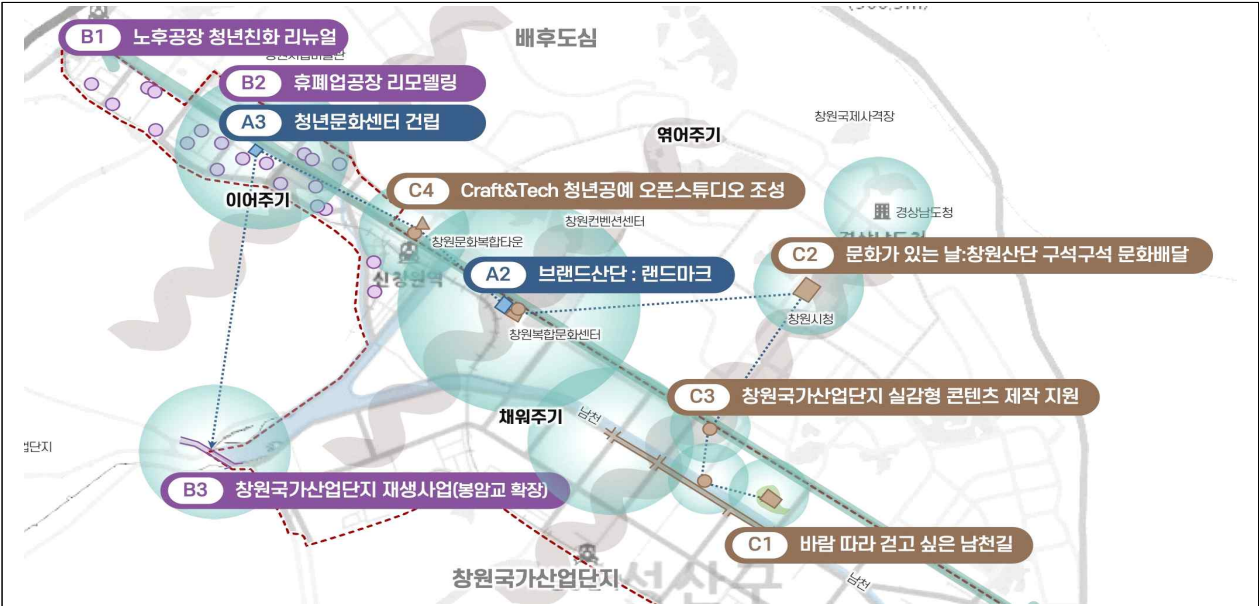 배후도심
B1 노후공장 청년친화 리뉴얼
B2 휴폐업공장 리모델링
A3 청년문화센터 건립
엮어주기
창원국제사격장
C4 Craft&Tech 청년공예 오픈스튜디오 조성
이어주기
경상남도청
창원컨벤션센터
창원문화복합타운
C2 문화가 있는 날:창원산단 구석구석 문화배달
신창원역
A2 브랜드산단 : 랜드마크
창원시청
창원복합문화센터
C3 창원국가산업단지 실감형 콘텐츠 제작 지원
채워주기
남천
업단지
B3 창원국가산업단지 재생사업(봉암교 확장)
C1 바람 따라 걷고 싶은 남천길
창원국가산업단지
성산구
남천